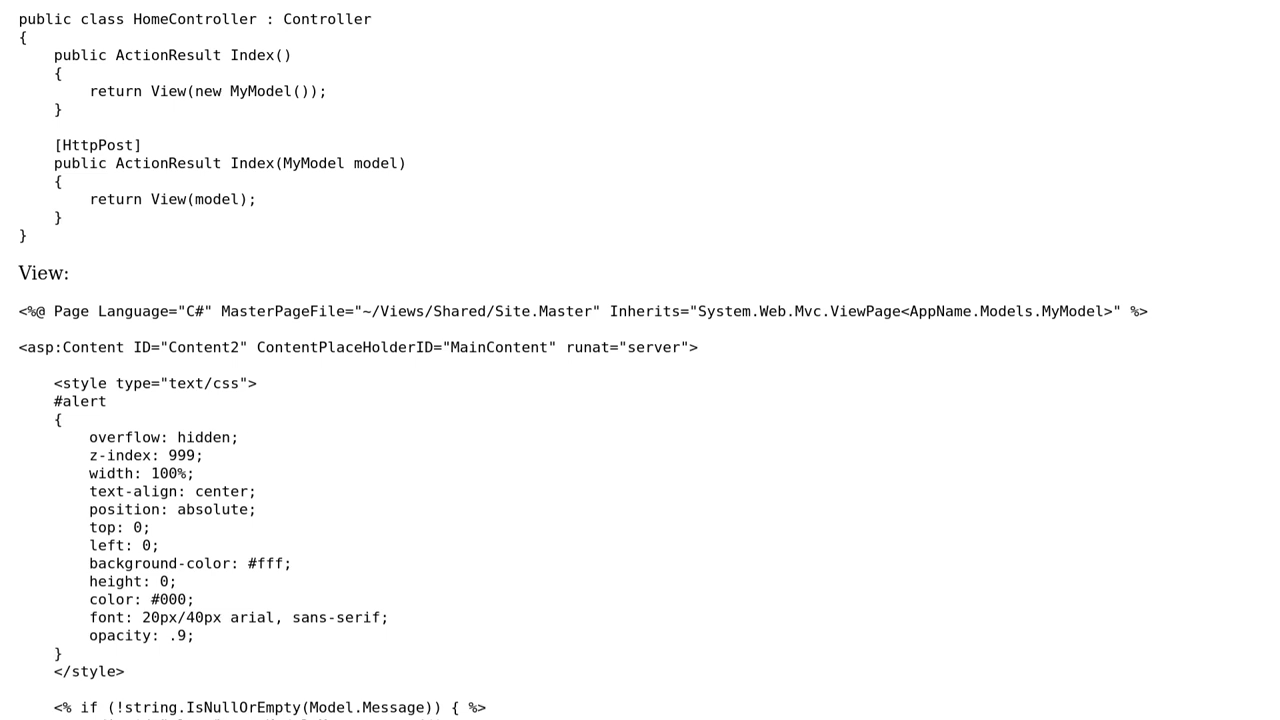 public class HomeController : Controller
{
    public ActionResult Index()
    {
        return View(new MyModel());
    }

    [HttpPost]
    public ActionResult Index(MyModel model)
    {
        return View(model);
    }
}
View:
<%@ Page Language="C#" MasterPageFile="~/Views/Shared/Site.Master" Inherits="System.Web.Mvc.ViewPage<AppName.Models.MyModel>" %>

<asp:Content ID="Content2" ContentPlaceHolderID="MainContent" runat="server">

    <style type="text/css">
    #alert
    {
        overflow: hidden;
        z-index: 999;
        width: 100%;
        text-align: center;
        position: absolute;
        top: 0;
        left: 0;
        background-color: #fff;
        height: 0;
        color: #000;
        font: 20px/40px arial, sans-serif;
        opacity: .9;
    }
    </style>

    <% if (!string.IsNullOrEmpty(Model.Message)) { %>